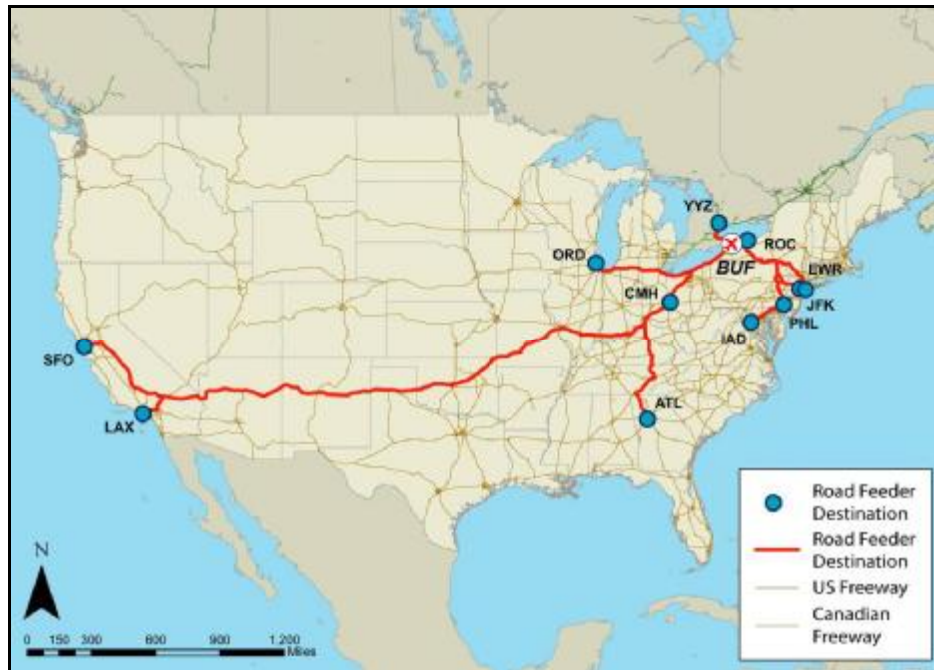 YYZ
ORD
ROC
BUF
EWR
CMH
JFK
PHL
IAD
SFO
ATL
LAX
Road Feeder
Destination
Road Feeder
Destination
US Freeway
Canadian
Freeway
N
0 150 300 600 900 1.200
Miles